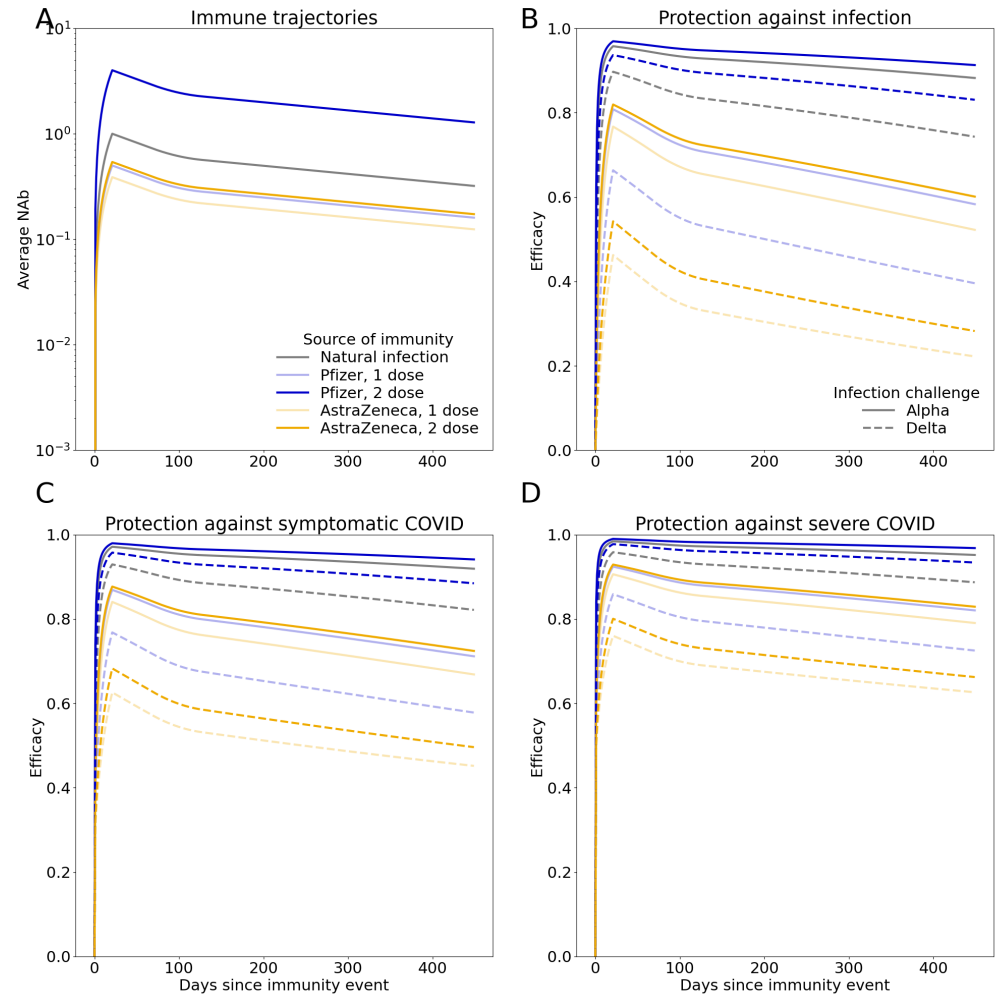 A
Immune trajectories
10¹
10⁰
10⁻¹
10⁻²
10⁻³
Average NAb
Source of immunity
Natural infection
Pfizer, 1 dose
Pfizer, 2 dose
AstraZeneca, 1 dose
AstraZeneca, 2 dose
0 100 200 300 400
B
Protection against infection
1.0
0.8
0.6
0.4
0.2
0.0
Efficacy
Infection challenge
Alpha
Delta
0 100 200 300 400
C
Protection against symptomatic COVID
1.0
0.8
0.6
0.4
0.2
0.0
Efficacy
0 100 200 300 400
Days since immunity event
D
Protection against severe COVID
1.0
0.8
0.6
0.4
0.2
0.0
Efficacy
0 100 200 300 400
Days since immunity event